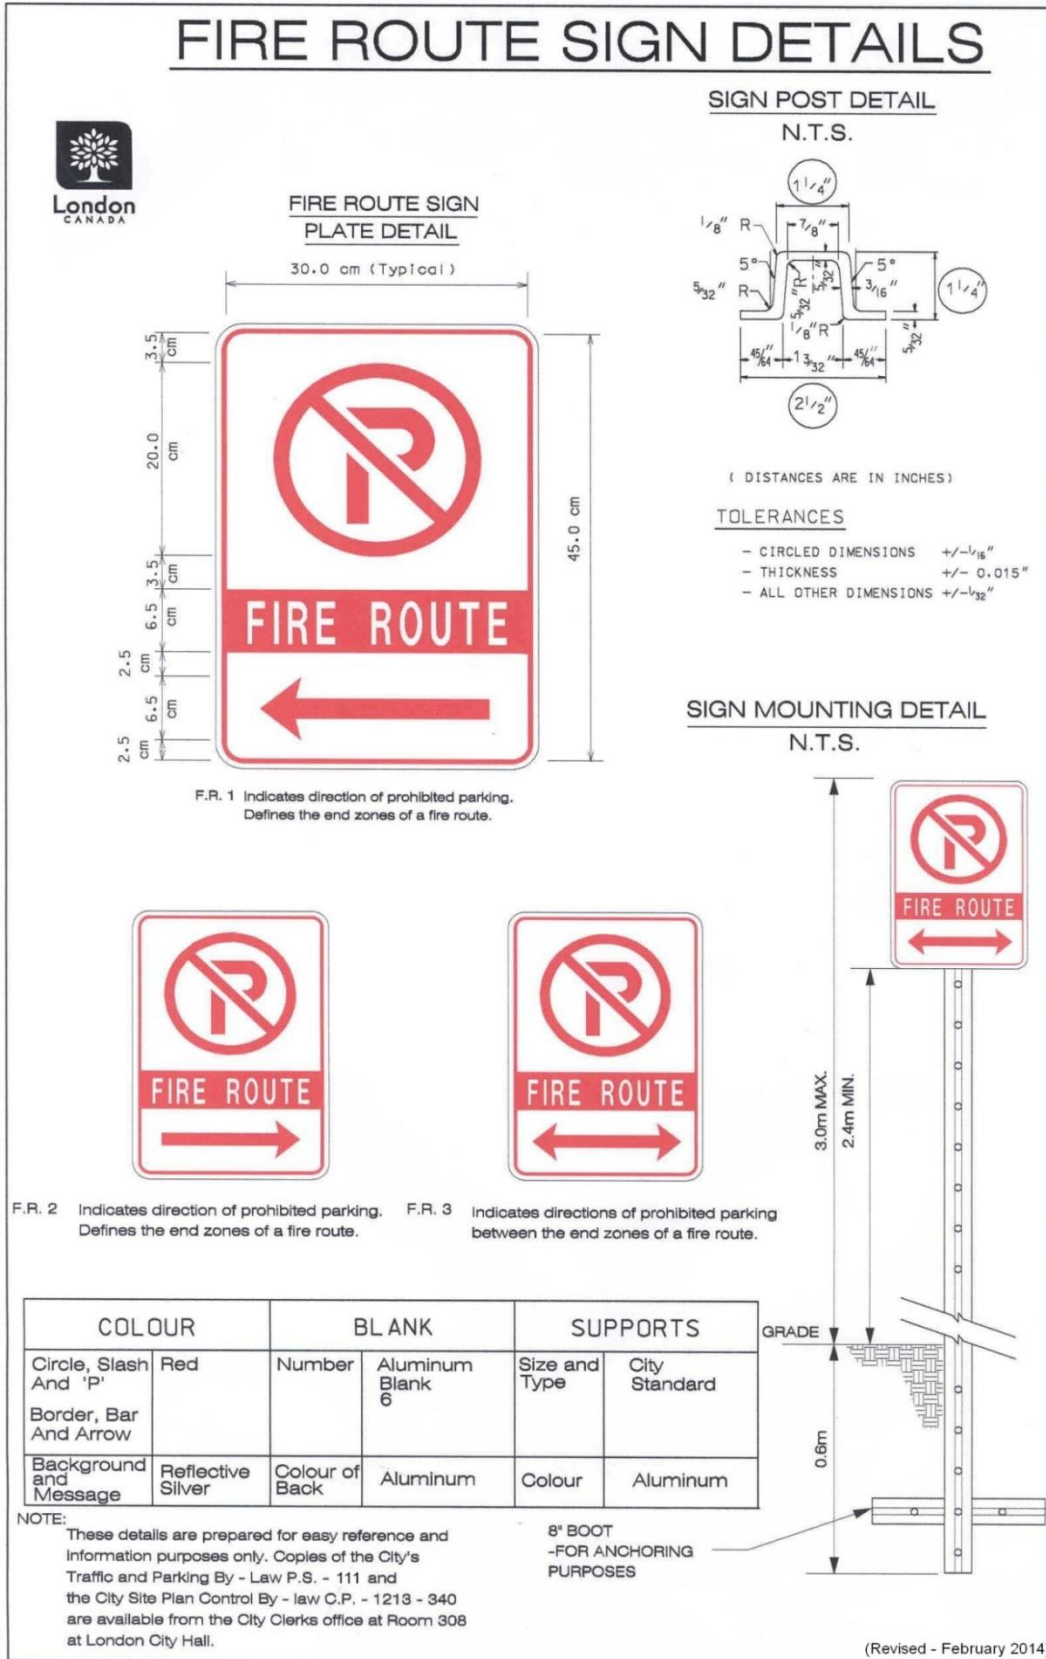 FIRE ROUTE SIGN DETAILS
London
CANADA
FIRE ROUTE SIGN
PLATE DETAIL
30.0 cm (Typical)
3.5 cm
20.0 cm
3.5 cm
6.5 cm
2.5 cm
6.5 cm
2.5 cm
45.0 cm
P
FIRE ROUTE
F.R. 1 Indicates direction of prohibited parking.
Defines the end zones of a fire route.
SIGN POST DETAIL
N.T.S.
1 1/4"
1/8" R
7/8"
5°
5°
5/32" R
5/32" R
5/32"
3/16"
1 1/4"
1/8" R
5/32"
45/64"
1 3/32"
45/64"
2 1/2"
( DISTANCES ARE IN INCHES)
TOLERANCES
- CIRCLED DIMENSIONS +/-1/16"
- THICKNESS +/- 0.015"
- ALL OTHER DIMENSIONS +/-1/32"
SIGN MOUNTING DETAIL
N.T.S.
P
FIRE ROUTE
3.0m MAX.
2.4m MIN.
GRADE
0.6m
8" BOOT
-FOR ANCHORING
PURPOSES
P
FIRE ROUTE
F.R. 2 Indicates direction of prohibited parking.
Defines the end zones of a fire route.
P
FIRE ROUTE
F.R. 3 Indicates directions of prohibited parking
between the end zones of a fire route.
COLOUR BLANK SUPPORTS
Circle, Slash And 'P'
Border, Bar And Arrow
Red
Number
Aluminum Blank 6
Size and Type
City Standard
Background and Message
Reflective Silver
Colour of Back
Aluminum
Colour
Aluminum
NOTE:
These details are prepared for easy reference and
information purposes only. Copies of the City's
Traffic and Parking By - Law P.S. - 111 and
the City Site Plan Control By - law C.P. - 1213 - 340
are available from the City Clerks office at Room 308
at London City Hall.
(Revised - February 2014)